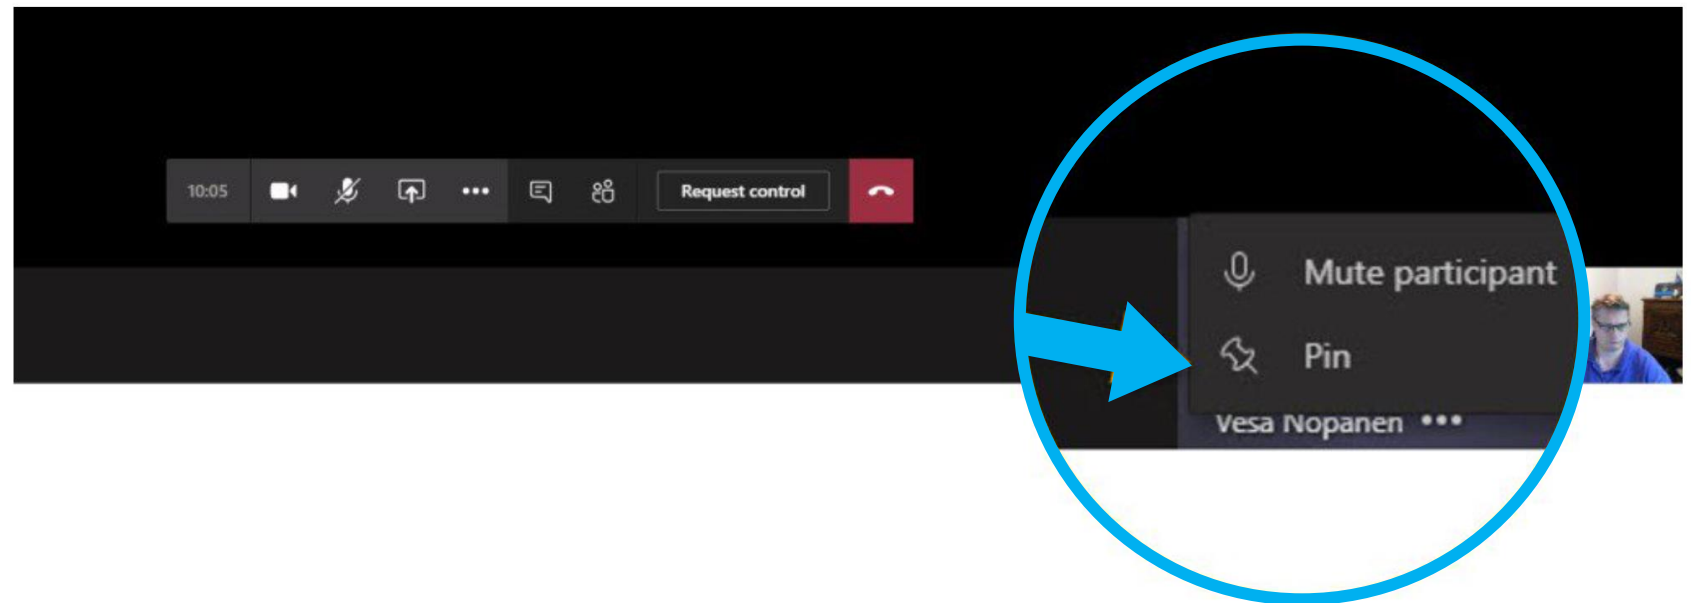 10:05
Request control
Mute participant
Pin
Vesa Nopanen